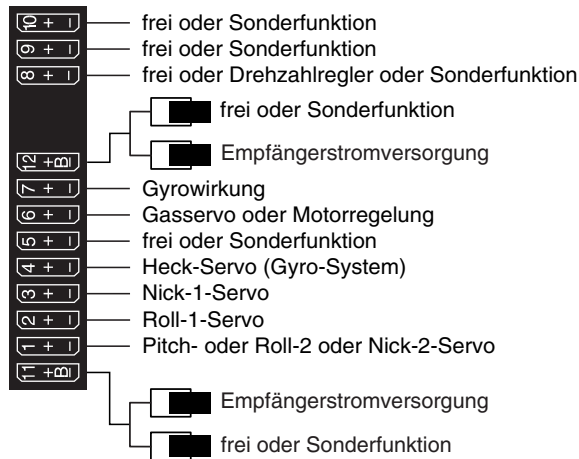 10 + – frei oder Sonderfunktion
9 + – frei oder Sonderfunktion
8 + – frei oder Drehzahlregler oder Sonderfunktion
frei oder Sonderfunktion
12 +B – Empfängerstromversorgung
7 + – Gyrowirkung
6 + – Gasservo oder Motorregelung
5 + – frei oder Sonderfunktion
4 + – Heck-Servo (Gyro-System)
3 + – Nick-1-Servo
2 + – Roll-1-Servo
1 + – Pitch- oder Roll-2 oder Nick-2-Servo
11 +B –
Empfängerstromversorgung
frei oder Sonderfunktion